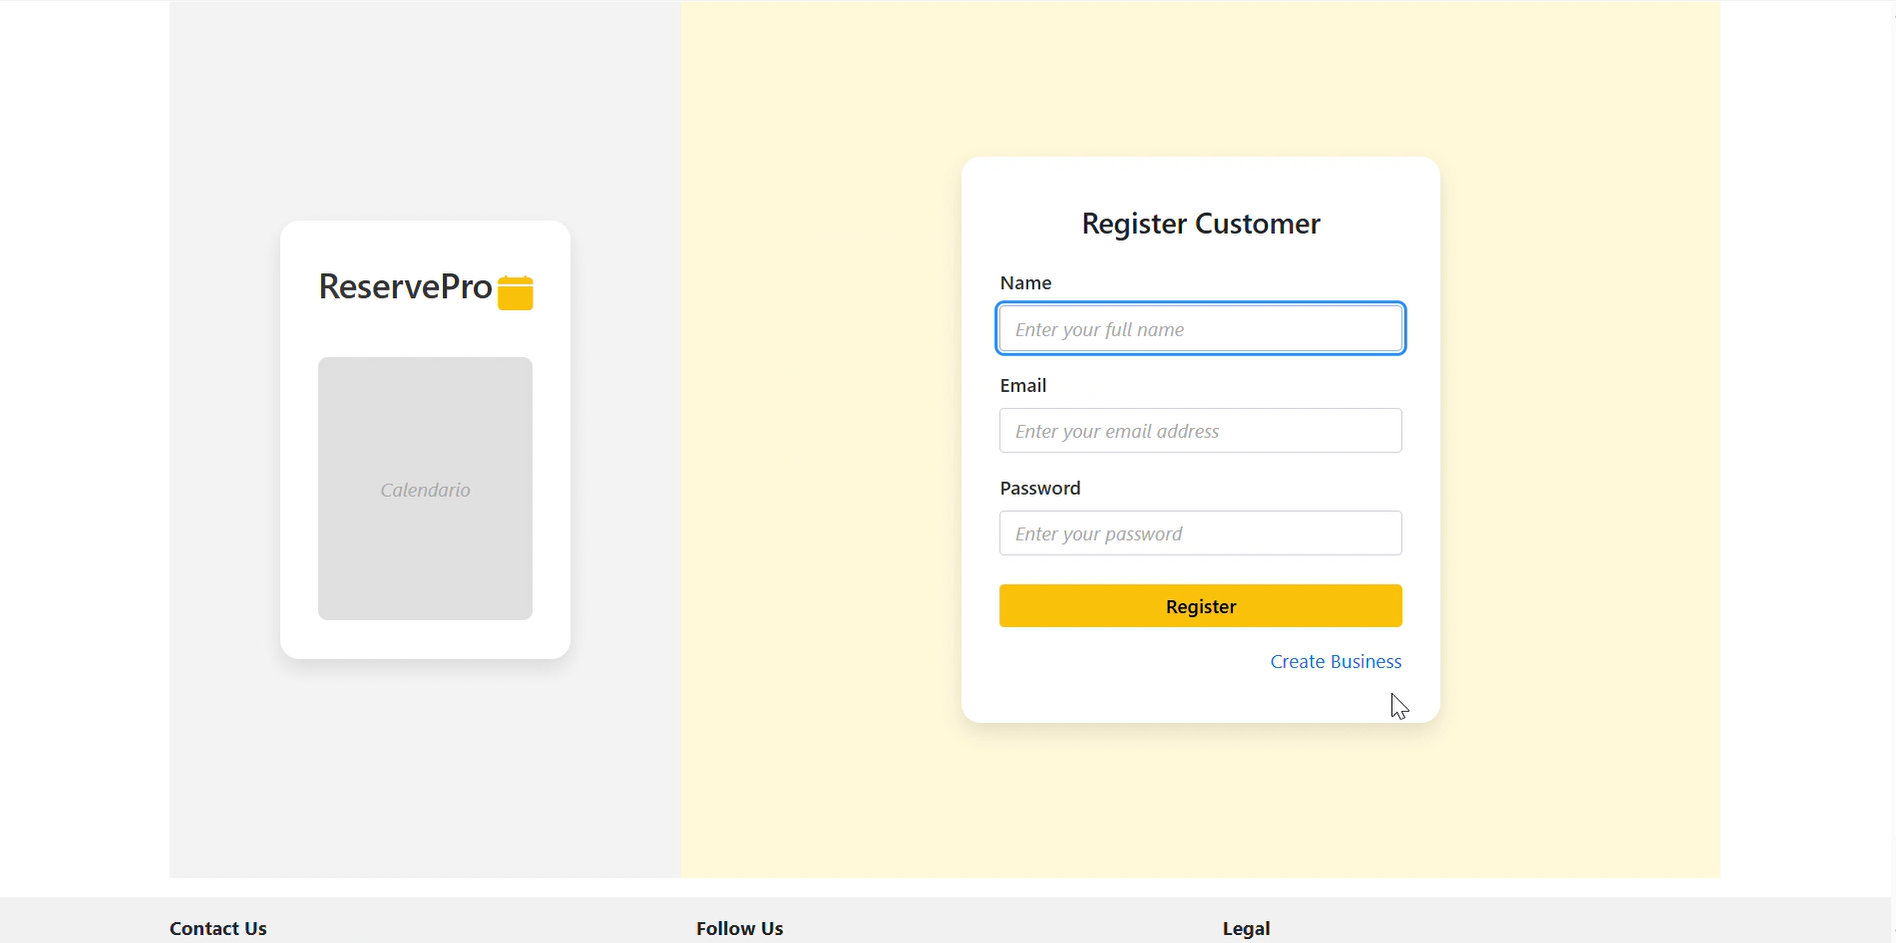 ReservePro
Calendario
Register Customer
Name
Enter your full name
Email
Enter your email address
Password
Enter your password
Register
Create Business
Contact Us
Follow Us
Legal